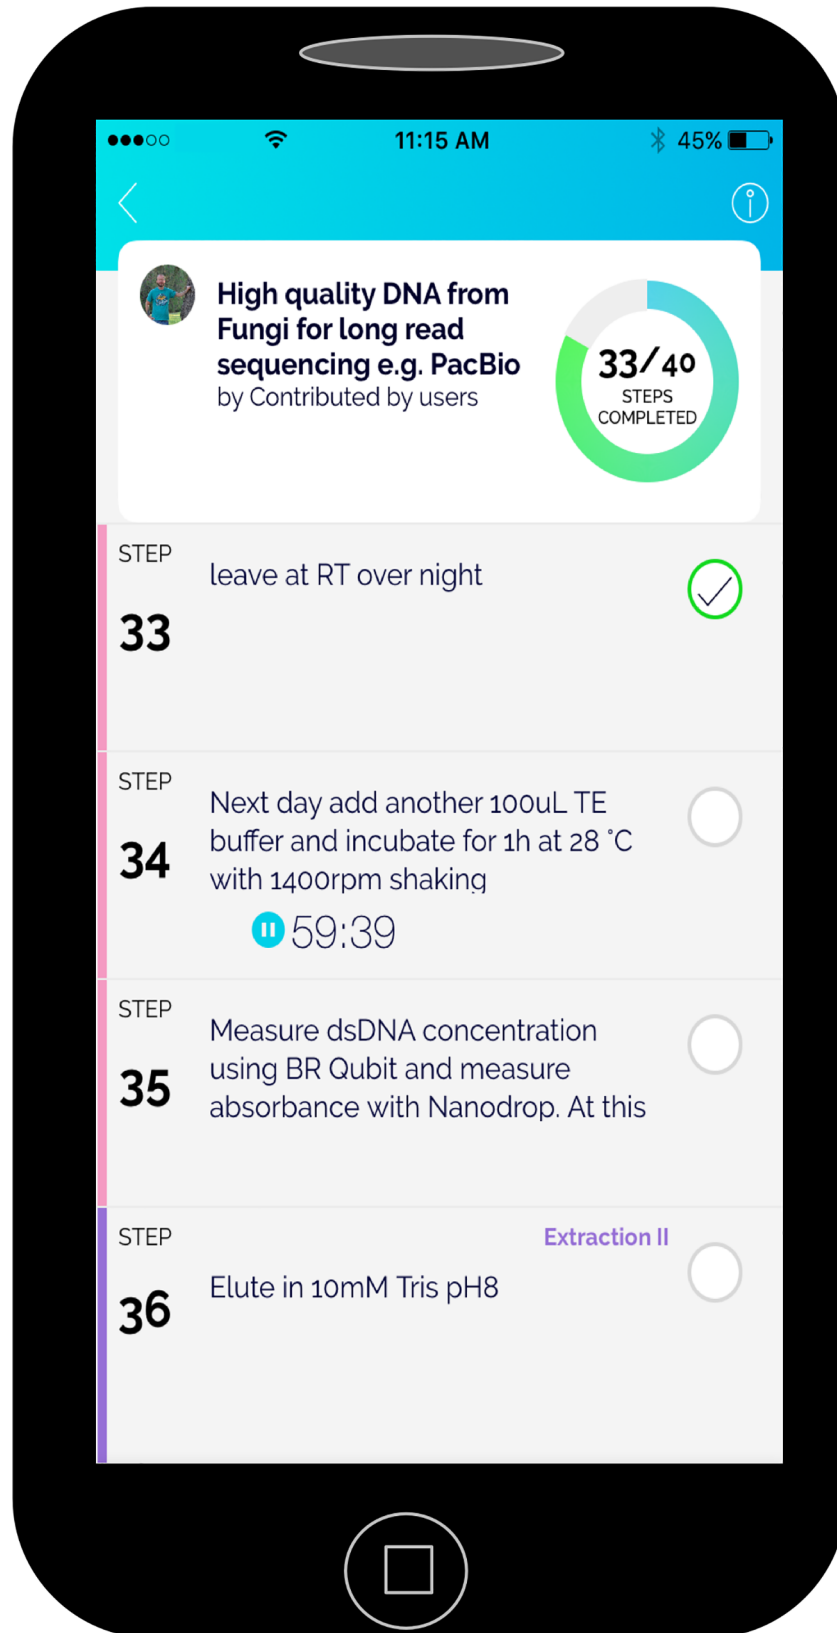 11:15 AM
45%
High quality DNA from
Fungi for long read
sequencing e.g. PacBio
by Contributed by users
33/40
STEPS
COMPLETED
STEP
33
leave at RT over night
STEP
34
Next day add another 100uL TE
buffer and incubate for 1h at 28 °C
with 1400rpm shaking
59:39
STEP
35
Measure dsDNA concentration
using BR Qubit and measure
absorbance with Nanodrop. At this
STEP
36
Extraction II
Elute in 10mM Tris pH8